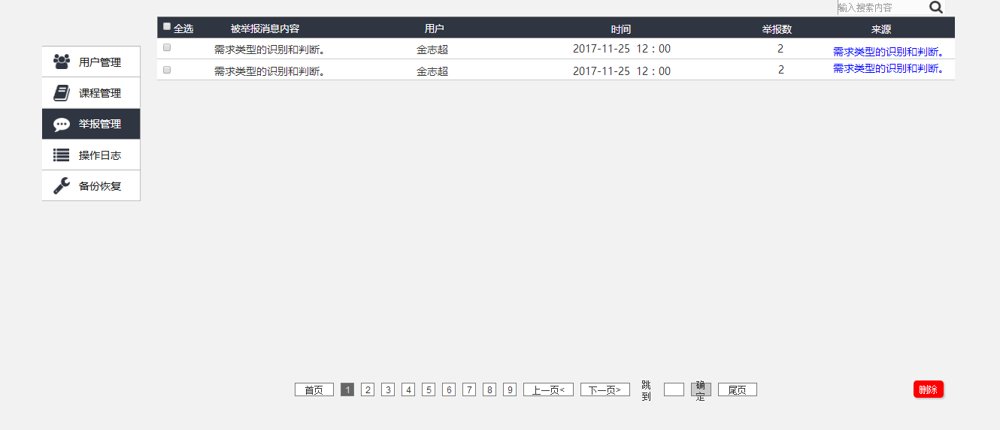 输入搜索内容
全选 被举报消息内容 用户 时间 举报数 来源
需求类型的识别和判断。 金志超 2017-11-25 12：00 2 需求类型的识别和判断。
需求类型的识别和判断。 金志超 2017-11-25 12：00 2 需求类型的识别和判断。
用户管理
课程管理
举报管理
操作日志
备份恢复
首页 1 2 3 4 5 6 7 8 9 上一页< 下一页> 跳到 确定 尾页 删除